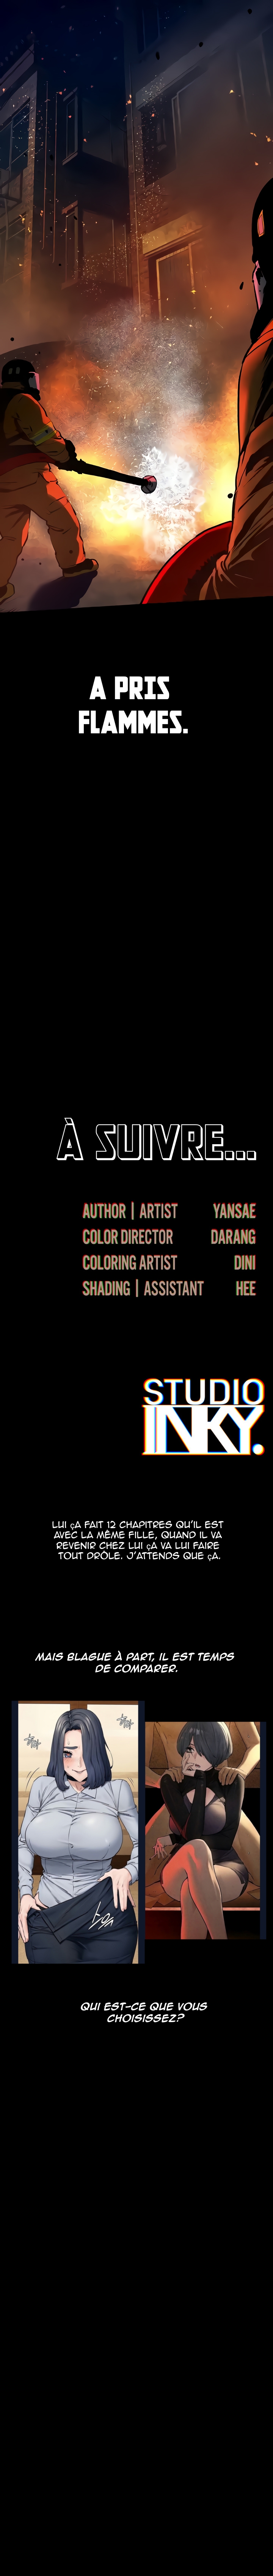 A PRIS
FLAMMES.
À SUIVRE...
AUTHOR | ARTIST YANSAE
COLOR DIRECTOR DARANG
COLORING ARTIST DINI
SHADING | ASSISTANT HEE
STUDIO
INKY.
LUI ÇA FAIT 12 CHAPITRES QU'IL EST
AVEC LA MÊME FILLE, QUAND IL VA
REVENIR CHEZ LUI ÇA VA LUI FAIRE
TOUT DRÔLE. J'ATTENDS QUE ÇA.
MAIS BLAGUE À PART, IL EST TEMPS
DE COMPARER.
QUI EST-CE QUE VOUS
CHOISISSEZ?